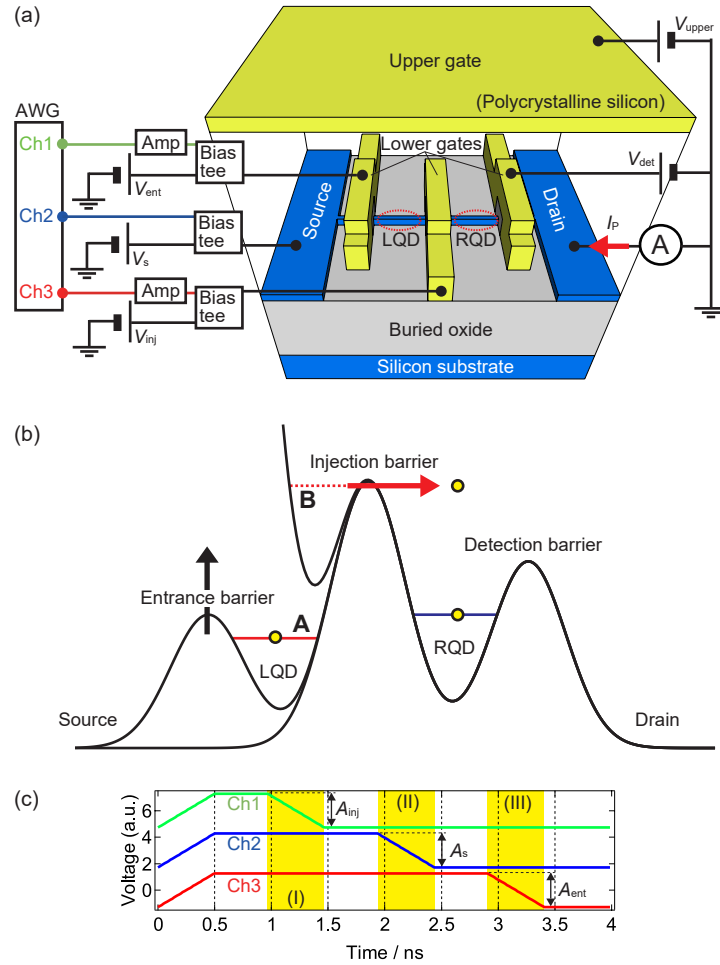 (a)
V_upper
Upper gate
(Polycrystalline silicon)
AWG
Ch1
Amp
Bias
tee
Lower gates
V_ent
V_det
Ch2
Bias
tee
Source
Drain
LQD
RQD
I_P
A
V_s
Ch3
Amp
Bias
tee
V_inj
Buried oxide
Silicon substrate
(b)
Injection barrier
B
Detection barrier
Entrance barrier
A
LQD
RQD
Source
Drain
(c)
Voltage (a.u.)
6
4
2
0
Ch1
A_inj
(II)
(III)
Ch2
A_s
Ch3
(I)
A_ent
0 0.5 1 1.5 2 2.5 3 3.5 4
Time / ns